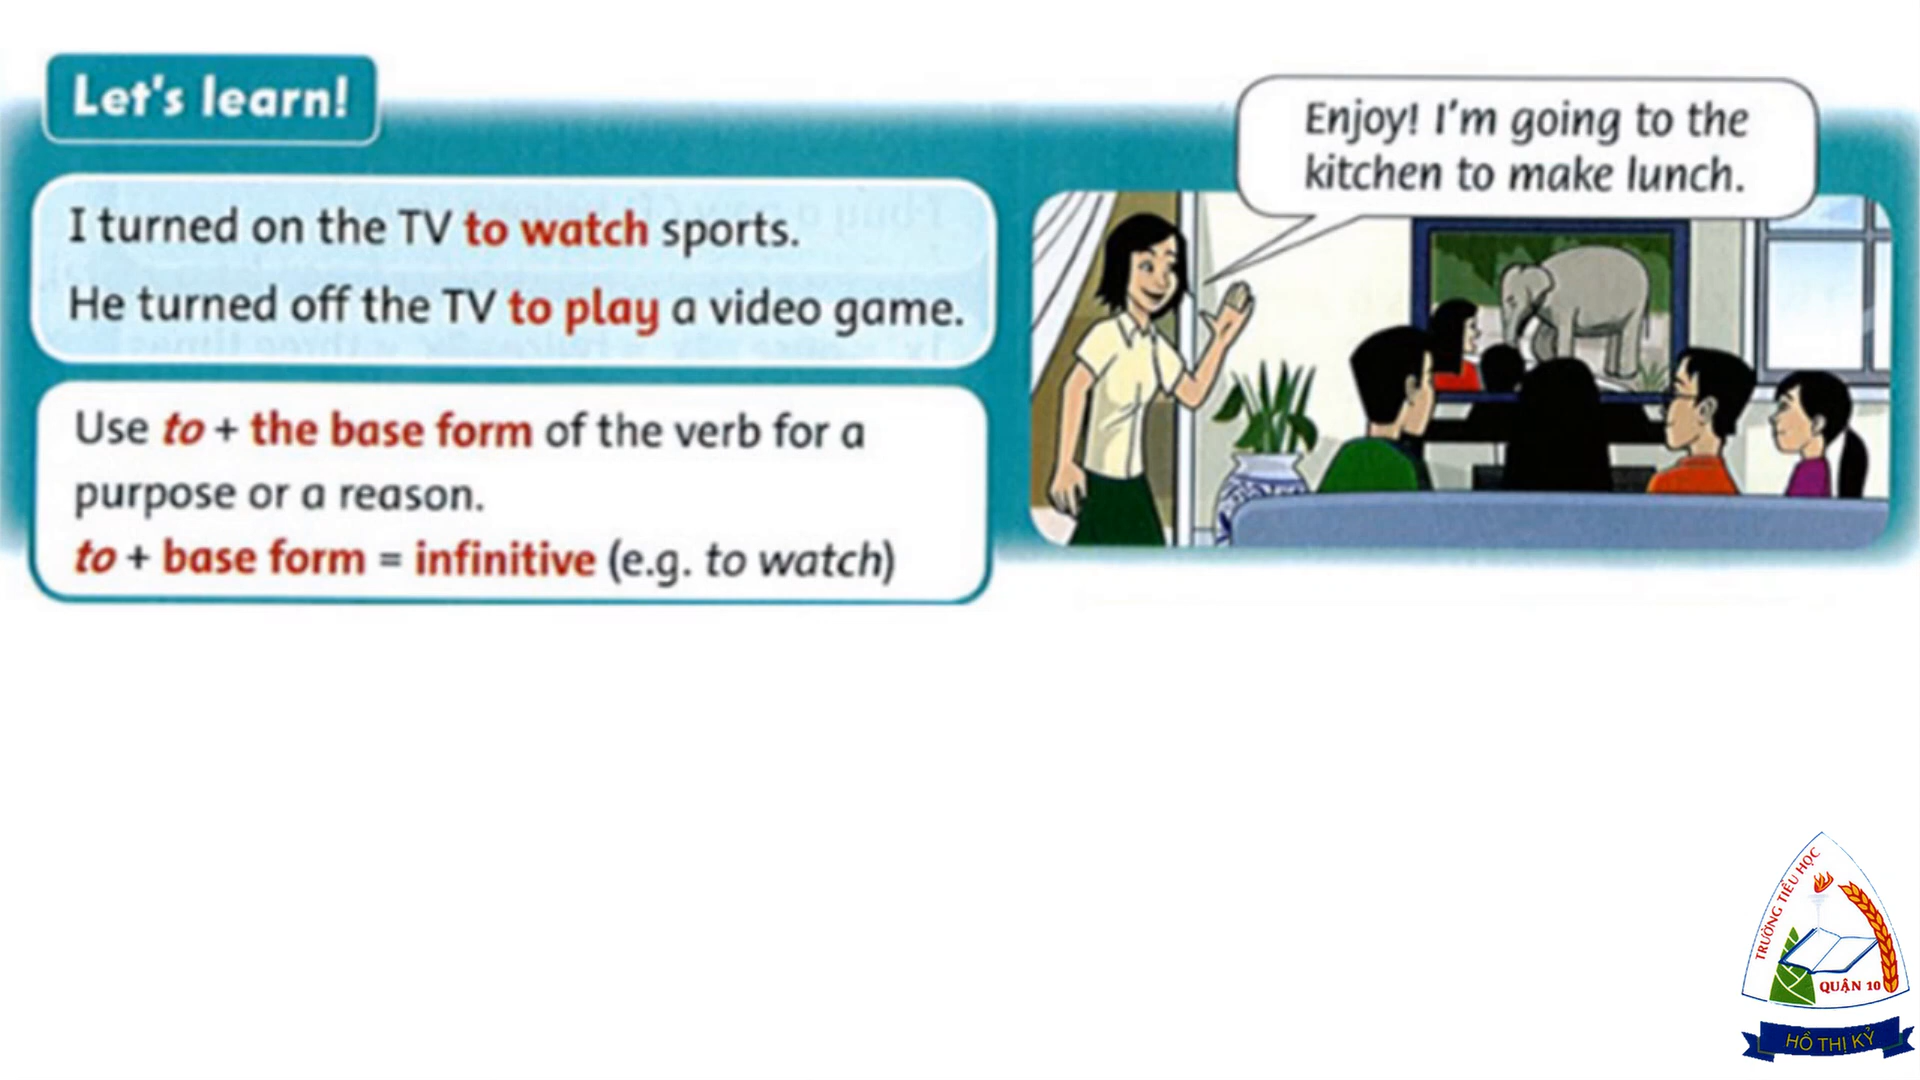 Let's learn!
I turned on the TV to watch sports.
He turned off the TV to play a video game.
Use to + the base form of the verb for a
purpose or a reason.
to + base form = infinitive (e.g. to watch)
Enjoy! I'm going to the
kitchen to make lunch.
TRƯỜNG TIỂU HỌC
QUẬN 10
HỒ THỊ KỶ